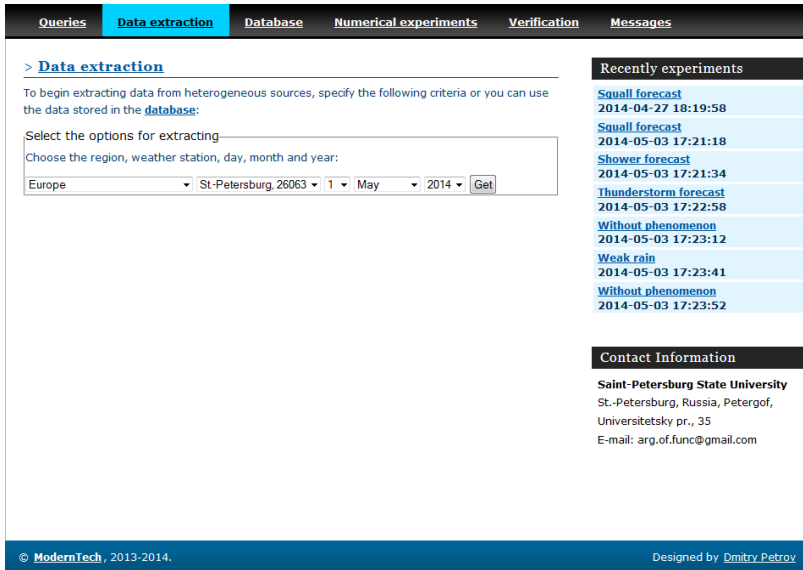 Queries Data extraction Database Numerical experiments Verification Messages
> Data extraction
To begin extracting data from heterogeneous sources, specify the following criteria or you can use
the data stored in the database:
Select the options for extracting
Choose the region, weather station, day, month and year:
Europe St.-Petersburg, 26063 1 May 2014 Get
Recently experiments
Squall forecast
2014-04-27 18:19:58
Squall forecast
2014-05-03 17:21:18
Shower forecast
2014-05-03 17:21:34
Thunderstorm forecast
2014-05-03 17:22:58
Without phenomenon
2014-05-03 17:23:12
Weak rain
2014-05-03 17:23:41
Without phenomenon
2014-05-03 17:23:52
Contact Information
Saint-Petersburg State University
St.-Petersburg, Russia, Petergof,
Universitetsky pr., 35
E-mail: arg.of.func@gmail.com
© ModernTech, 2013-2014.
Designed by Dmitry Petrov